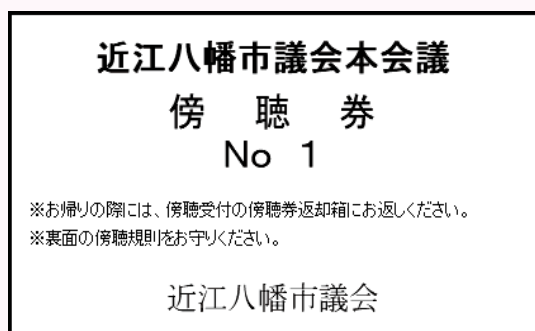 近江八幡市議会本会議
傍　聴　券
No　1
※お帰りの際には、傍聴受付の傍聴券返却箱にお返しください。
※裏面の傍聴規則をお守りください。
近江八幡市議会